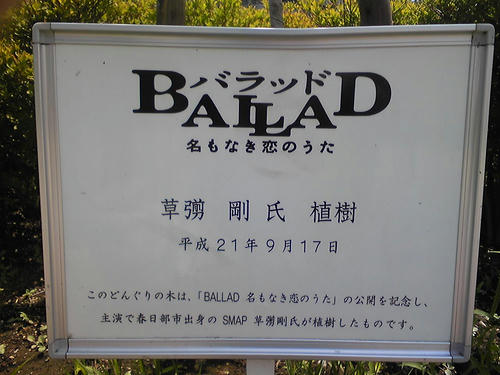 バラッド
BALLAD
名もなき恋のうた
草彅 剛 氏 植樹
平成21年9月17日
このどんぐりの木は、「BALLAD 名もなき恋のうた」の公開を記念し、
主演で春日部市出身の SMAP 草彅剛氏が植樹したものです。